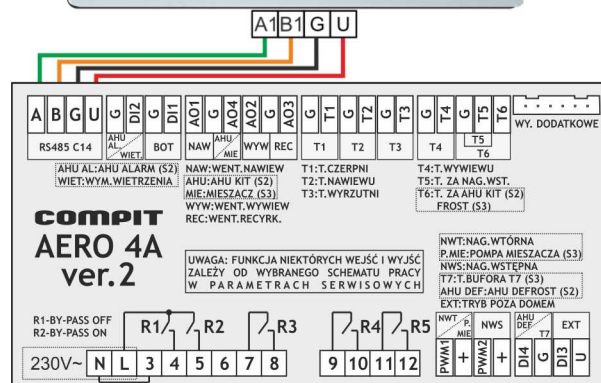 A1 B1 G U
A B G U G DI2 G DI1 AO1 G AO4 AO2 G AO3 G T1 G T2 G T3 G T4 G T5 T6
WY. DODATKOWE
RS485 C14 AHU AL. WIET. BOT NAW AHU MIE WYW REC T1 T2 T3 T4 T5 T6
AHU AL:AHU ALARM (S2)
WIET:WYM.WIETRZENIA
NAW:WENT.NAWIEW
AHU:AHU KIT (S2)
MIE:MIESZACZ (S3)
WYW:WENT.WYWIEW
REC:WENT.RECYRK.
T1:T.CZERPNI
T2:T.NAWIEWU
T3:T.WYRZUTNI
T4:T.WYWIEWU
T5:T. ZA NAG.WST.
T6:T. ZA AHU KIT (S2)
FROST (S3)
COMPIT
AERO 4A
ver.2
UWAGA: FUNKCJA NIEKTÓRYCH WEJŚĆ I WYJŚĆ
ZALEŻY OD WYBRANEGO SCHEMATU PRACY
W PARAMETRACH SERWISOWYCH
NWT:NAG.WTÓRNA
P.MIE:POMPA MIESZACZA (S3)
NWS:NAG.WSTĘPNA
T7:T.BUFORA T7 (S3)
AHU DEF:AHU DEFROST (S2)
EXT:TRYB POZA DOMEM
R1-BY-PASS OFF
R2-BY-PASS ON
R1 R2 R3 R4 R5
NWT P. MIE NWS AHU DEF T7 EXT
230V~ N L 3 4 5 6 7 8 9 10 11 12
PWM1 + PWM2 + DI4 G DI3 U